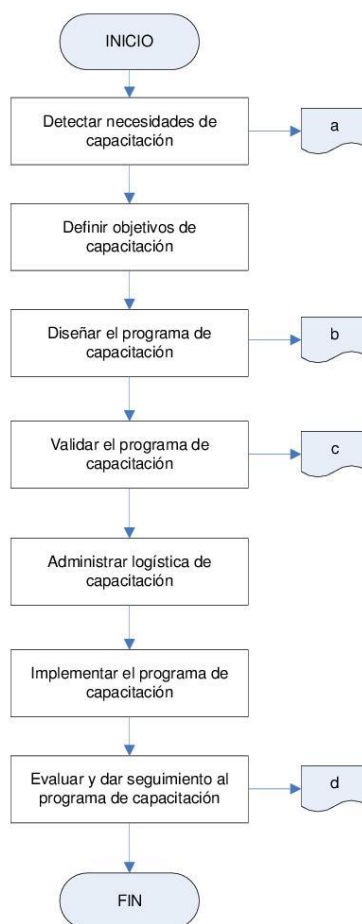 INICIO
Detectar necesidades de
capacitación
a
Definir objetivos de
capacitación
Diseñar el programa de
capacitación
b
Validar el programa de
capacitación
c
Administrar logística de
capacitación
Implementar el programa de
capacitación
Evaluar y dar seguimiento al
programa de capacitación
d
FIN